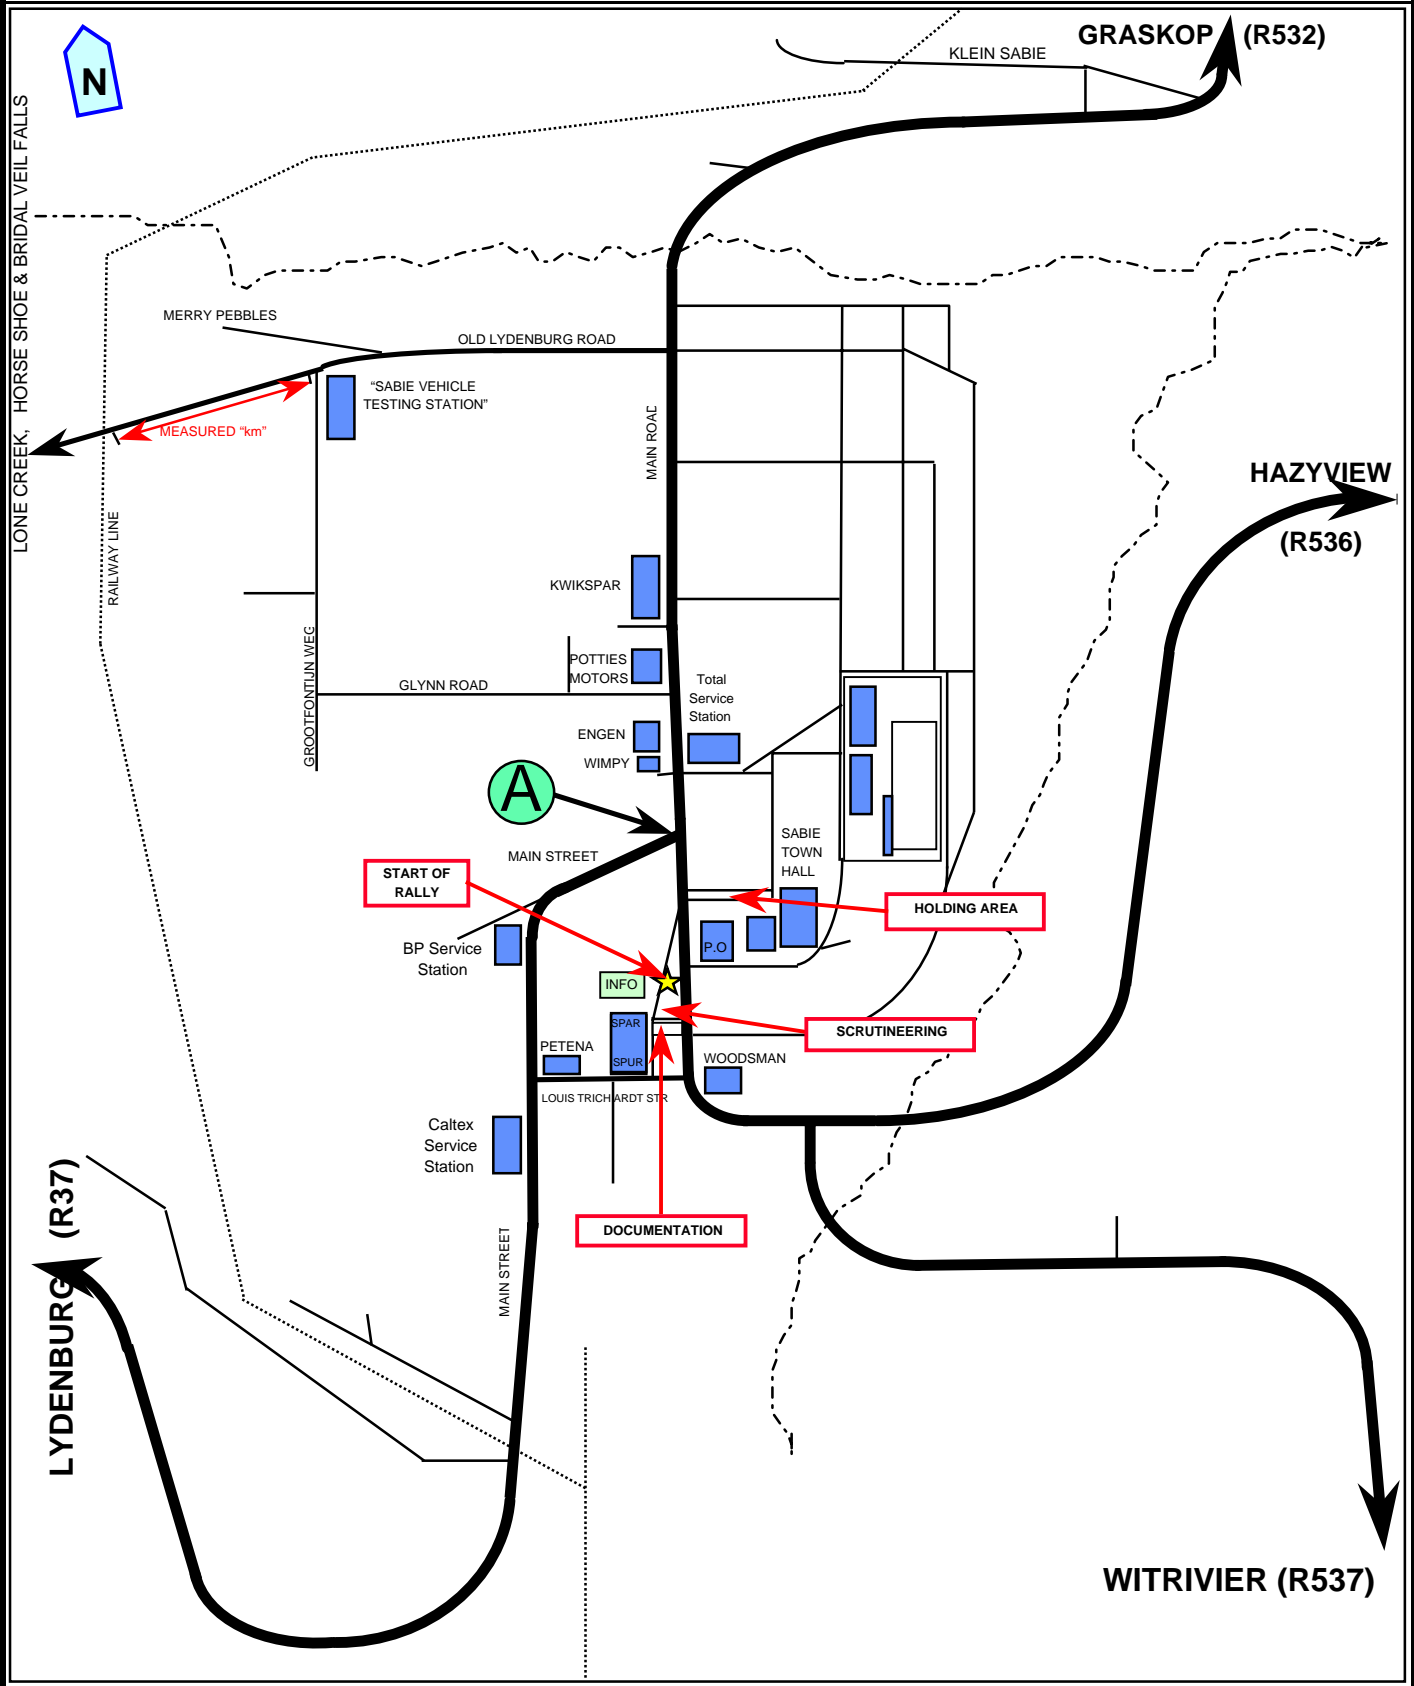 GRASKOP (R532)
KLEIN SABIE
N
LONE CREEK, HORSE SHOE & BRIDAL VEIL FALLS
MERRY PEBBLES
OLD LYDENBURG ROAD
“SABIE VEHICLE
TESTING STATION”
MEASURED “km”
MAIN ROAD
HAZYVIEW
(R536)
RAILWAY LINE
KWIKSPAR
GROOTFONTIJN WEG
POTTIES
MOTORS
GLYNN ROAD
Total
Service
Station
ENGEN
WIMPY
A
MAIN STREET
SABIE
TOWN
HALL
START OF
RALLY
HOLDING AREA
P.O
BP Service
Station
INFO
SPAR
SCRUTINEERING
PETENA
SPUR
WOODSMAN
LOUIS TRICHARDT STR
Caltex
Service
Station
DOCUMENTATION
MAIN STREET
LYDENBURG (R37)
WITRIVIER (R537)